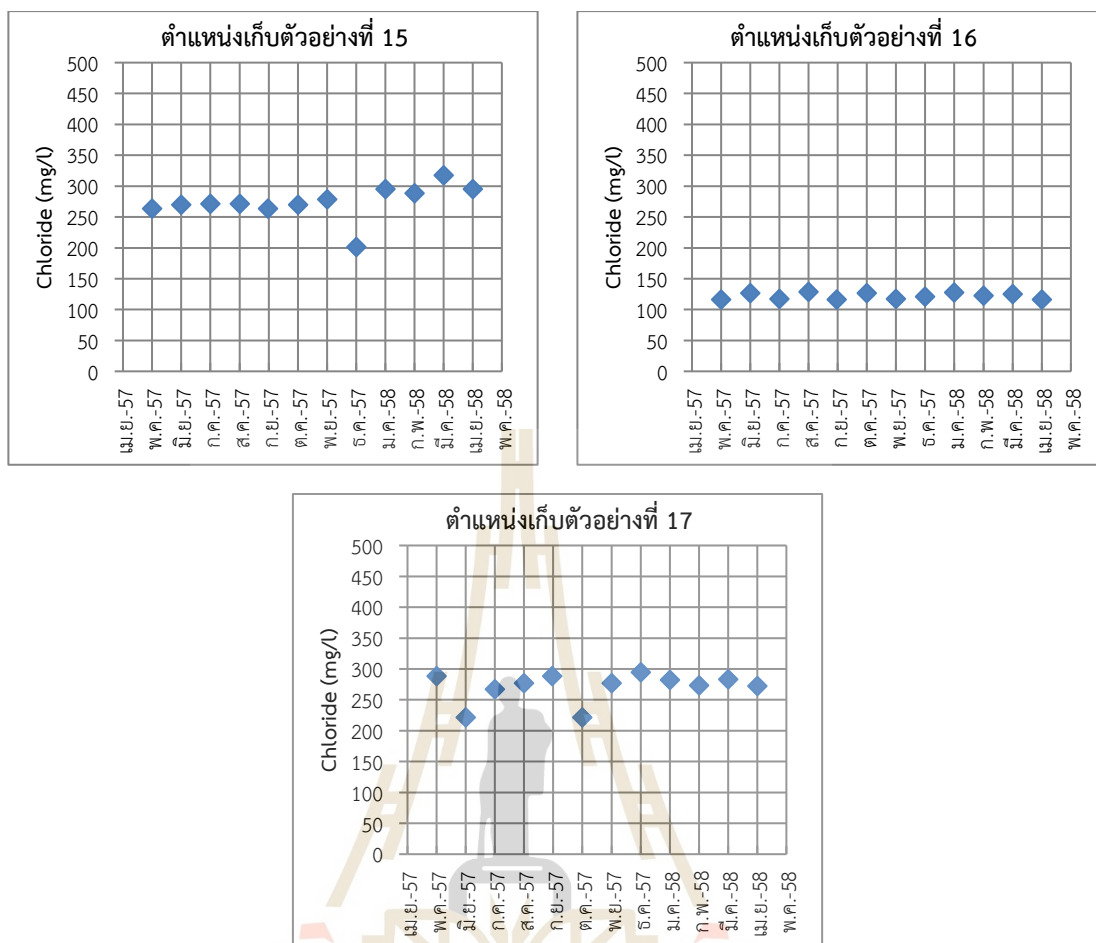 ตำแหน่งเก็บตัวอย่างที่ 15
500
450
400
350
300
250
200
150
100
50
0
Chloride (mg/l)
เม.ย.-57
พ.ค.-57
มิ.ย.-57
ก.ค.-57
ส.ค.-57
ก.ย.-57
ต.ค.-57
พ.ย.-57
ธ.ค.-57
ม.ค.-58
ก.พ.-58
มี.ค.-58
เม.ย.-58
พ.ค.-58
ตำแหน่งเก็บตัวอย่างที่ 16
500
450
400
350
300
250
200
150
100
50
0
Chloride (mg/l)
เม.ย.-57
พ.ค.-57
มิ.ย.-57
ก.ค.-57
ส.ค.-57
ก.ย.-57
ต.ค.-57
พ.ย.-57
ธ.ค.-57
ม.ค.-58
ก.พ.-58
มี.ค.-58
เม.ย.-58
พ.ค.-58
ตำแหน่งเก็บตัวอย่างที่ 17
500
450
400
350
300
250
200
150
100
50
0
Chloride (mg/l)
เม.ย.-57
พ.ค.-57
มิ.ย.-57
ก.ค.-57
ส.ค.-57
ก.ย.-57
ต.ค.-57
พ.ย.-57
ธ.ค.-57
ม.ค.-58
ก.พ.-58
มี.ค.-58
เม.ย.-58
พ.ค.-58